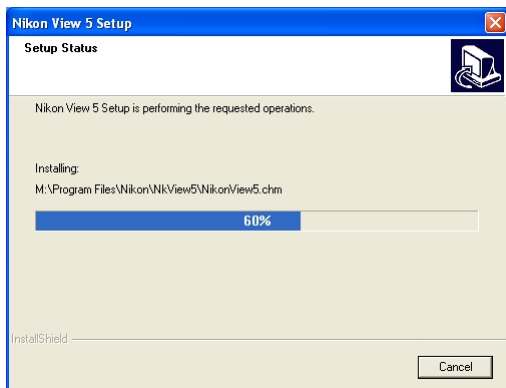 Nikon View 5 Setup
Setup Status
Nikon View 5 Setup is performing the requested operations.
Installing:
M:\Program Files\Nikon\NkView5\NikonView5.chm
60%
InstallShield
Cancel